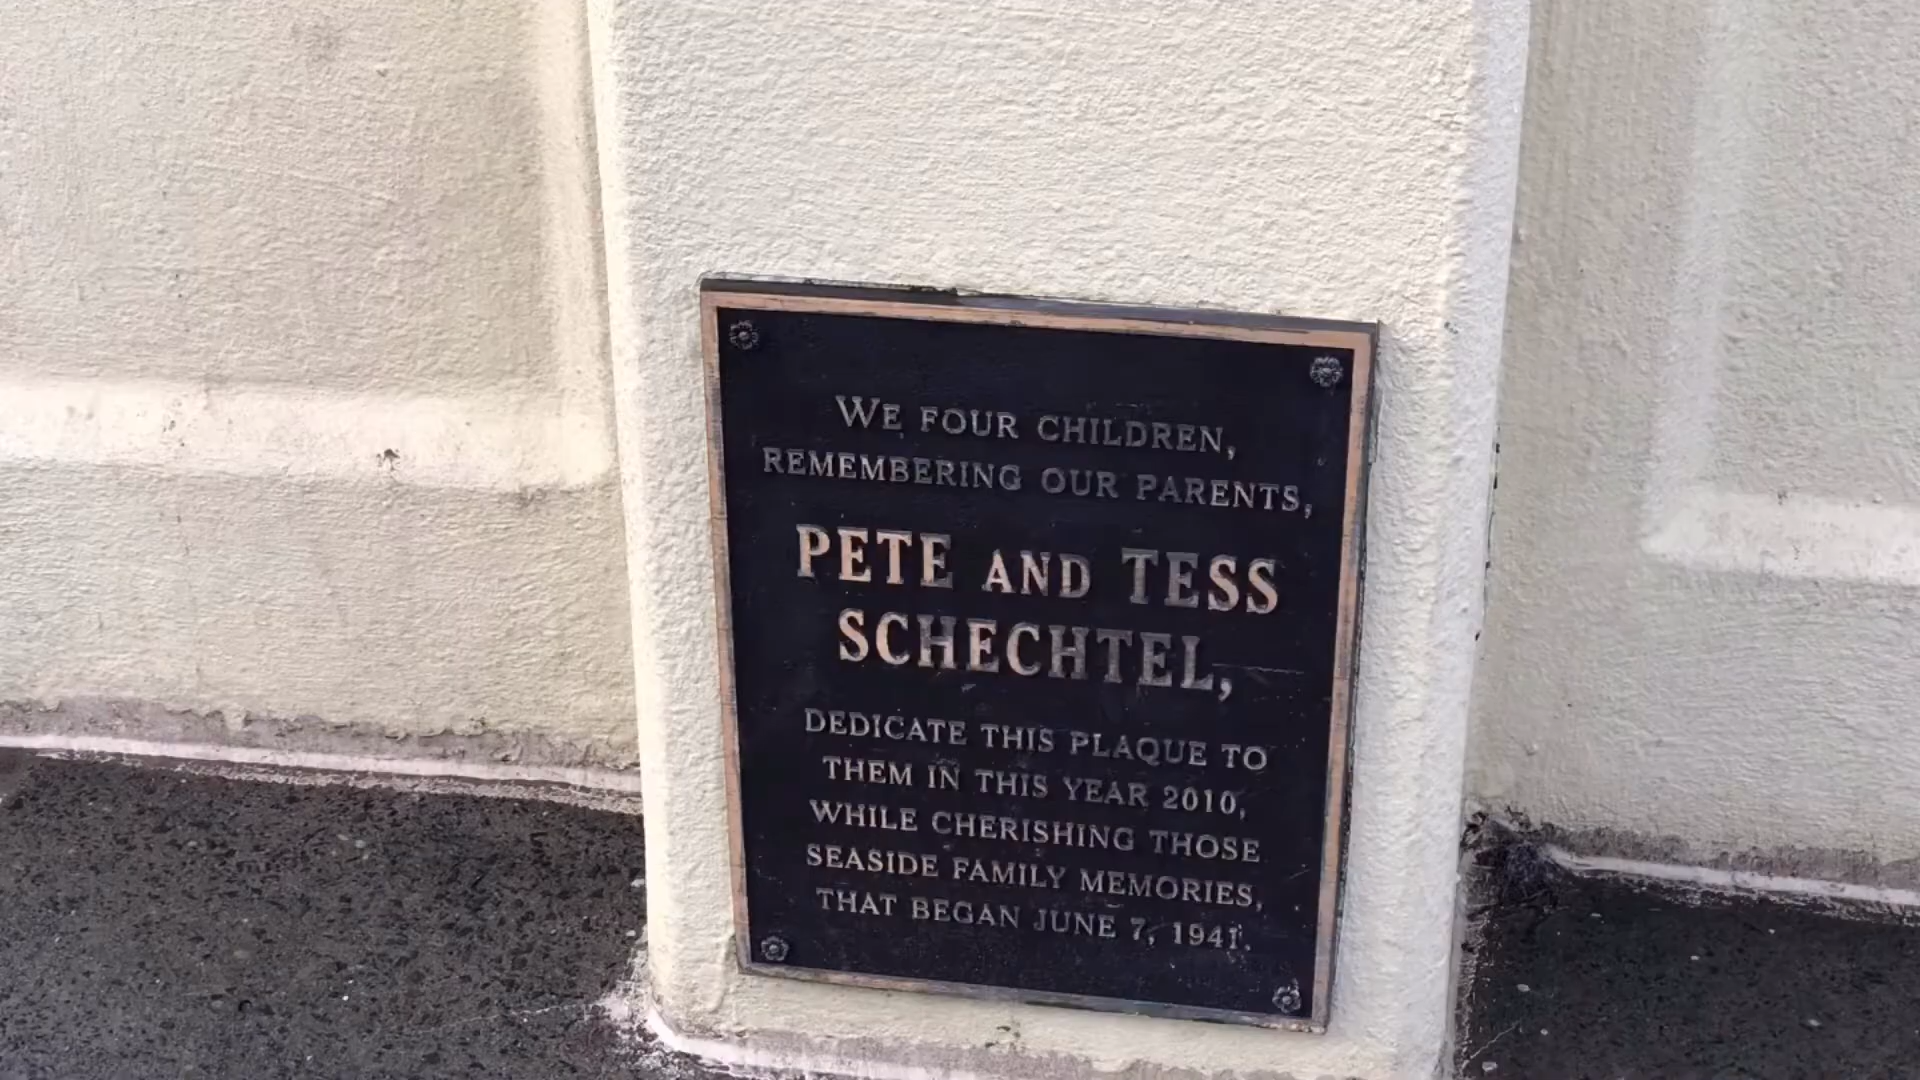 WE FOUR CHILDREN,
REMEMBERING OUR PARENTS,
PETE AND TESS
SCHECHTEL,
DEDICATE THIS PLAQUE TO
THEM IN THIS YEAR 2010,
WHILE CHERISHING THOSE
SEASIDE FAMILY MEMORIES,
THAT BEGAN JUNE 7, 1941.